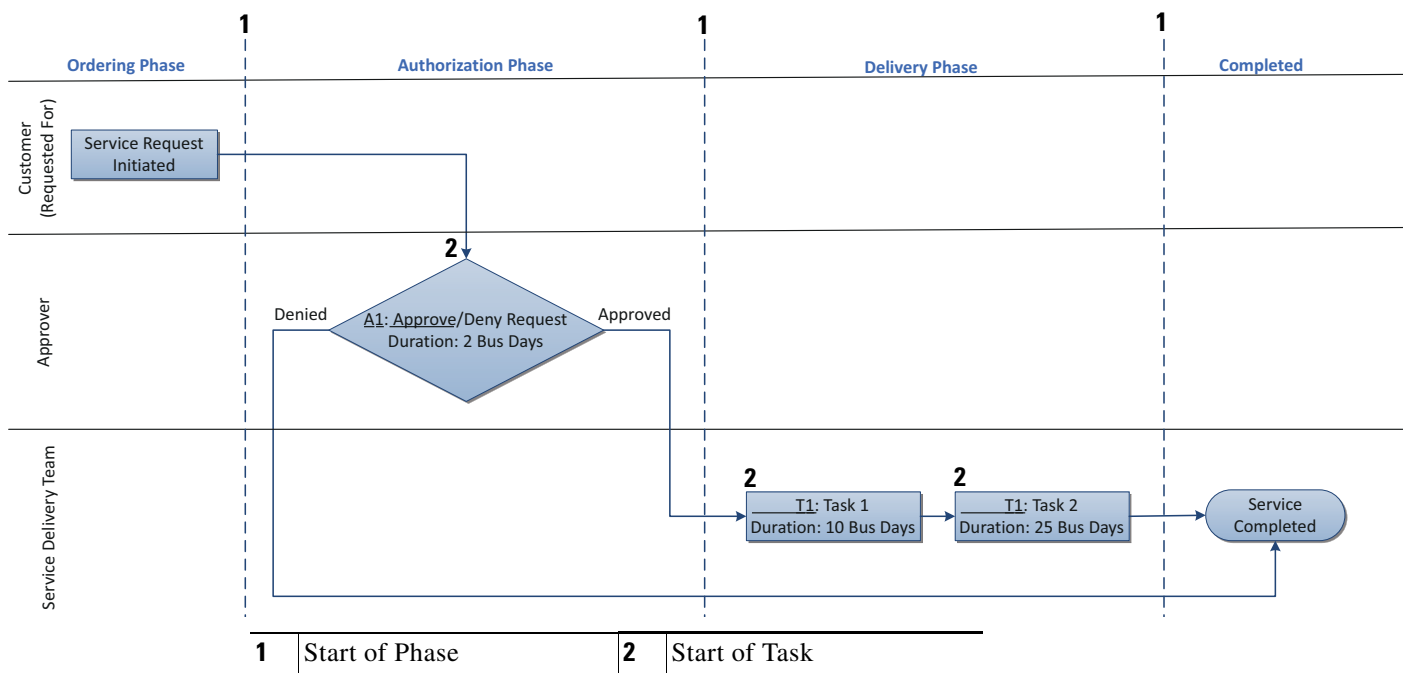 1
1
1
Ordering Phase
Authorization Phase
Delivery Phase
Completed
Customer
(Requested For)
Service Request
Initiated
Approver
2
Denied
A1: Approve/Deny Request
Duration: 2 Bus Days
Approved
Service Delivery Team
2
T1: Task 1
Duration: 10 Bus Days
2
T1: Task 2
Duration: 25 Bus Days
Service
Completed
1 Start of Phase 2 Start of Task